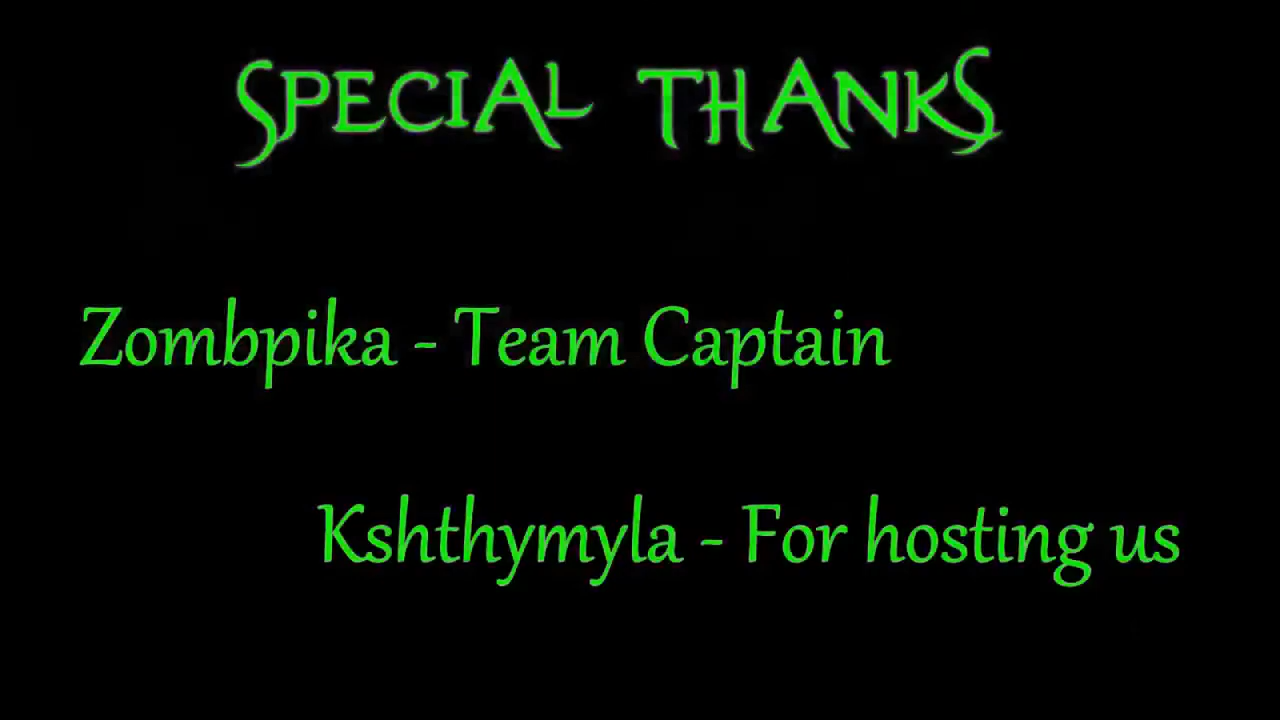 SPECIAL THANKS
Zombpika - Team Captain
Kshthymyla - For hosting us